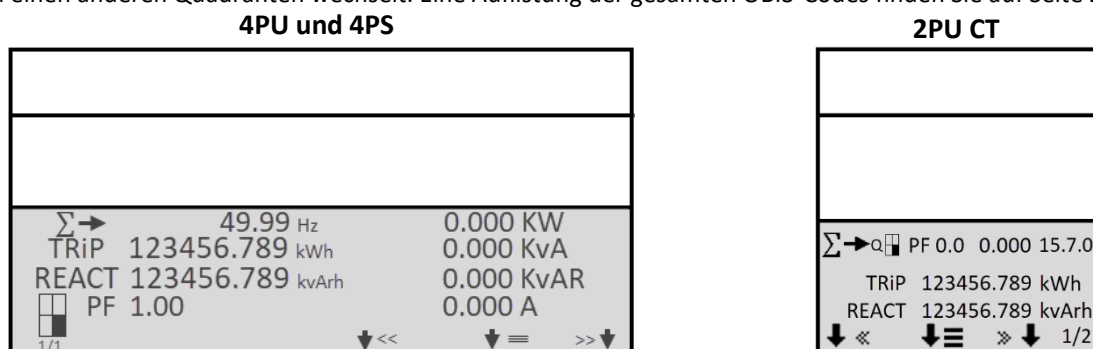 einen anderen Quadranten wechselt. Eine Auflistung der gesamten OBIS-Codes finden Sie auf Seite
4PU und 4PS
2PU CT
∑➔ 49.99 Hz 0.000 KW
TRiP 123456.789 kWh 0.000 KvA
REACT 123456.789 kvArh 0.000 KvAR
PF 1.00 0.000 A
1/1 🡇 << 🡇 ═ >> 🡇
∑➔Q PF 0.0 0.000 15.7.0
TRiP 123456.789 kWh
REACT 123456.789 kvArh
🡇 « 🡇☰ » 🡇 1/2